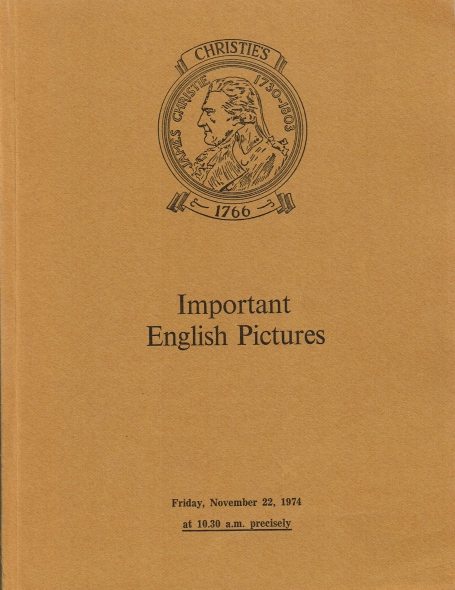 CHRISTIE'S
JAMES CHRISTIE 1730-1803
1766
Important
English Pictures
Friday, November 22, 1974
at 10.30 a.m. precisely